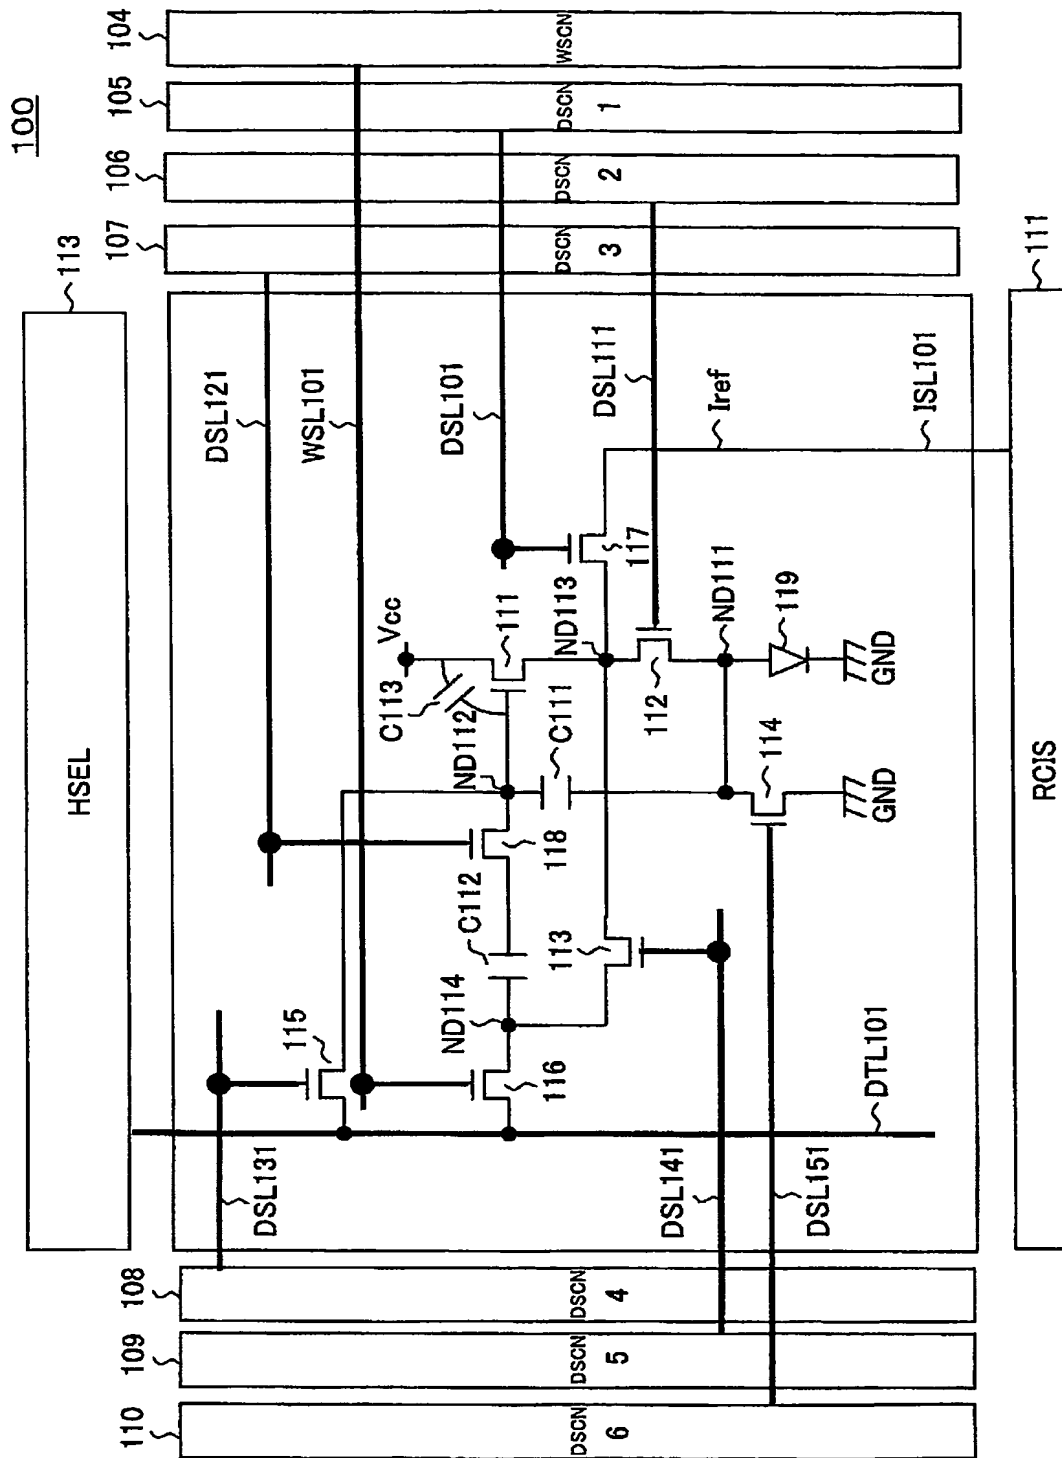 100
104
105
106
107
113
WSCN
DSCN 1
DSCN 2
DSCN 3
HSEL
DSL121
WSL101
DSL101
DSL111
Iref
ISL101
111
RCIS
Vcc
C113
111
ND112
C111
118
C112
ND114
115
116
113
117
ND113
112
ND111
119
GND
114
GND
DTL101
DSL131
DSL141
DSL151
108
109
110
DSCN 4
DSCN 5
DSCN 6